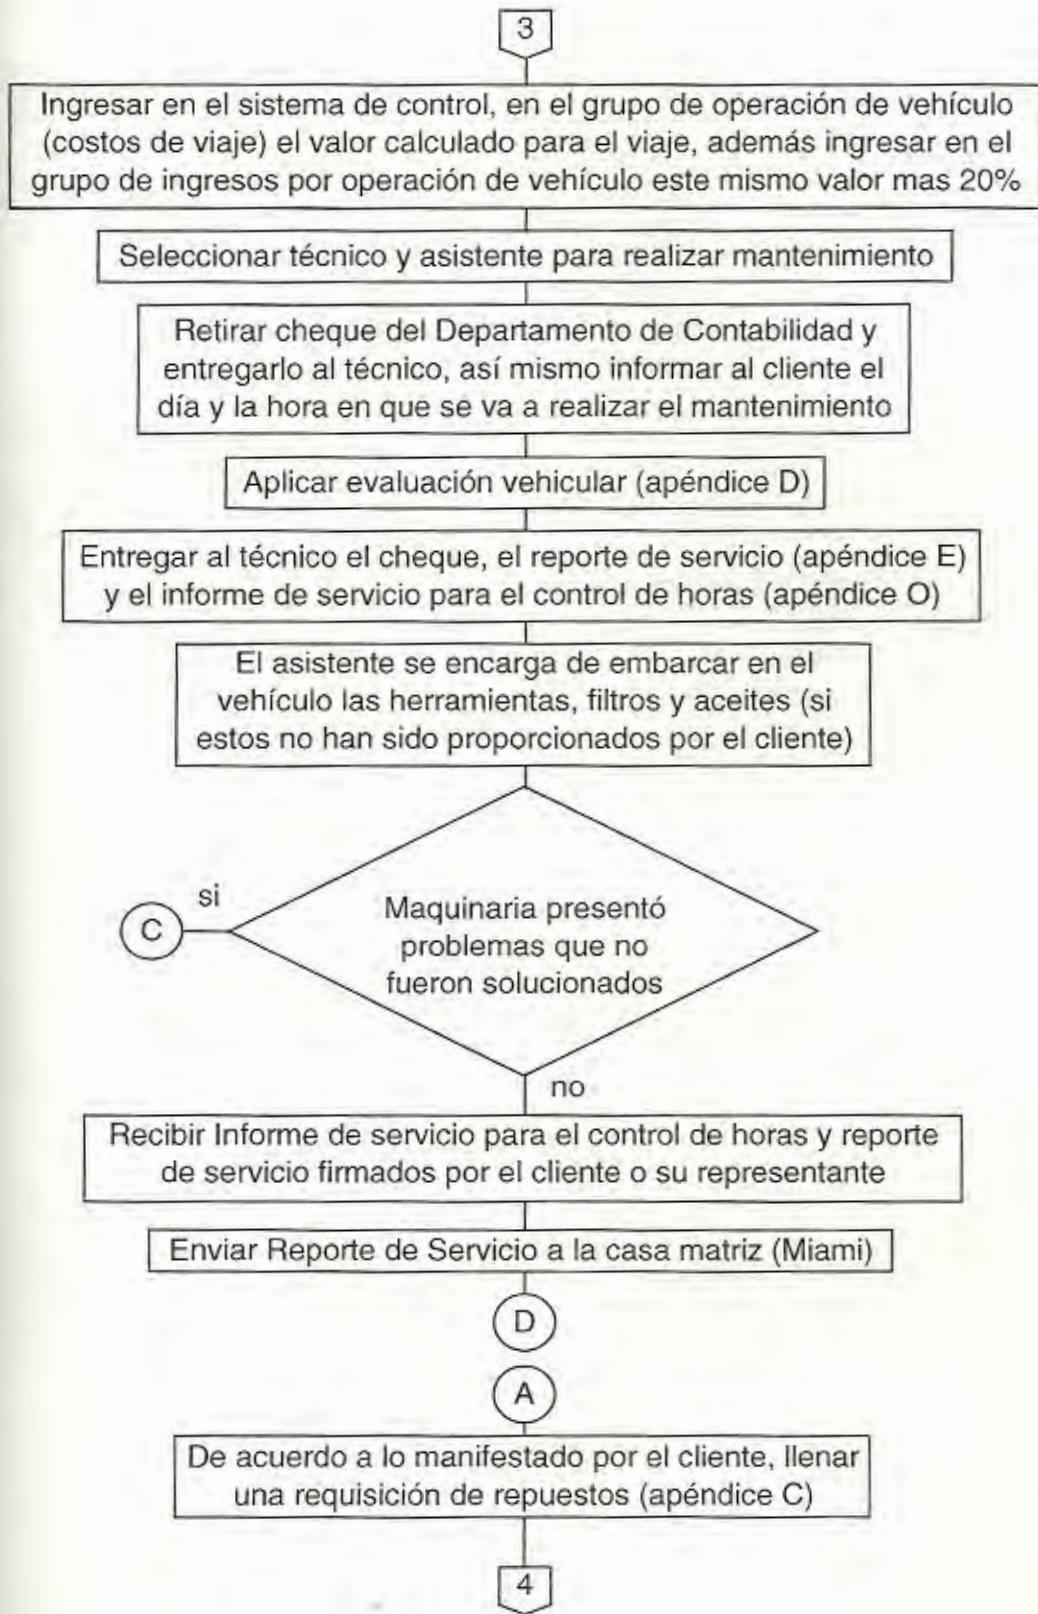 3
Ingresar en el sistema de control, en el grupo de operación de vehículo
(costos de viaje) el valor calculado para el viaje, además ingresar en el
grupo de ingresos por operación de vehículo este mismo valor mas 20%
Seleccionar técnico y asistente para realizar mantenimiento
Retirar cheque del Departamento de Contabilidad y
entregarlo al técnico, así mismo informar al cliente el
día y la hora en que se va a realizar el mantenimiento
Aplicar evaluación vehicular (apéndice D)
Entregar al técnico el cheque, el reporte de servicio (apéndice E)
y el informe de servicio para el control de horas (apéndice O)
El asistente se encarga de embarcar en el
vehículo las herramientas, filtros y aceites (si
estos no han sido proporcionados por el cliente)
si
C
Maquinaria presentó
problemas que no
fueron solucionados
no
Recibir Informe de servicio para el control de horas y reporte
de servicio firmados por el cliente o su representante
Enviar Reporte de Servicio a la casa matriz (Miami)
D
A
De acuerdo a lo manifestado por el cliente, llenar
una requisición de repuestos (apéndice C)
4